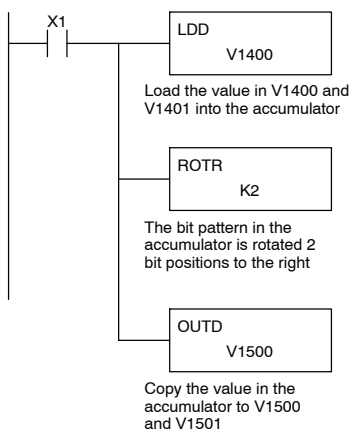 X1
LDD
V1400
Load the value in V1400 and
V1401 into the accumulator
ROTR
K2
The bit pattern in the
accumulator is rotated 2
bit positions to the right
OUTD
V1500
Copy the value in the
accumulator to V1500
and V1501